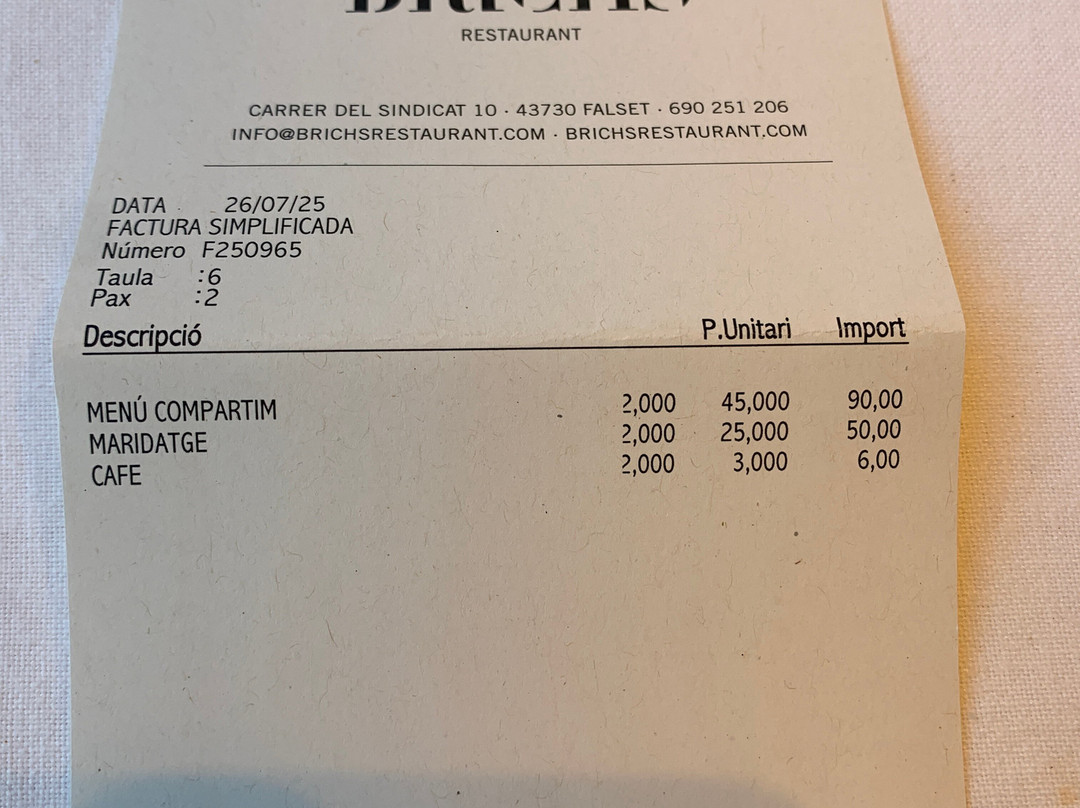 BRICHS
RESTAURANT
CARRER DEL SINDICAT 10 · 43730 FALSET · 690 251 206
INFO@BRICHSRESTAURANT.COM · BRICHSRESTAURANT.COM
DATA 26/07/25
FACTURA SIMPLIFICADA
Número F250965
Taula :6
Pax :2
Descripció P.Unitari Import
MENÚ COMPARTIM 2,000 45,000 90,00
MARIDATGE 2,000 25,000 50,00
CAFE 2,000 3,000 6,00